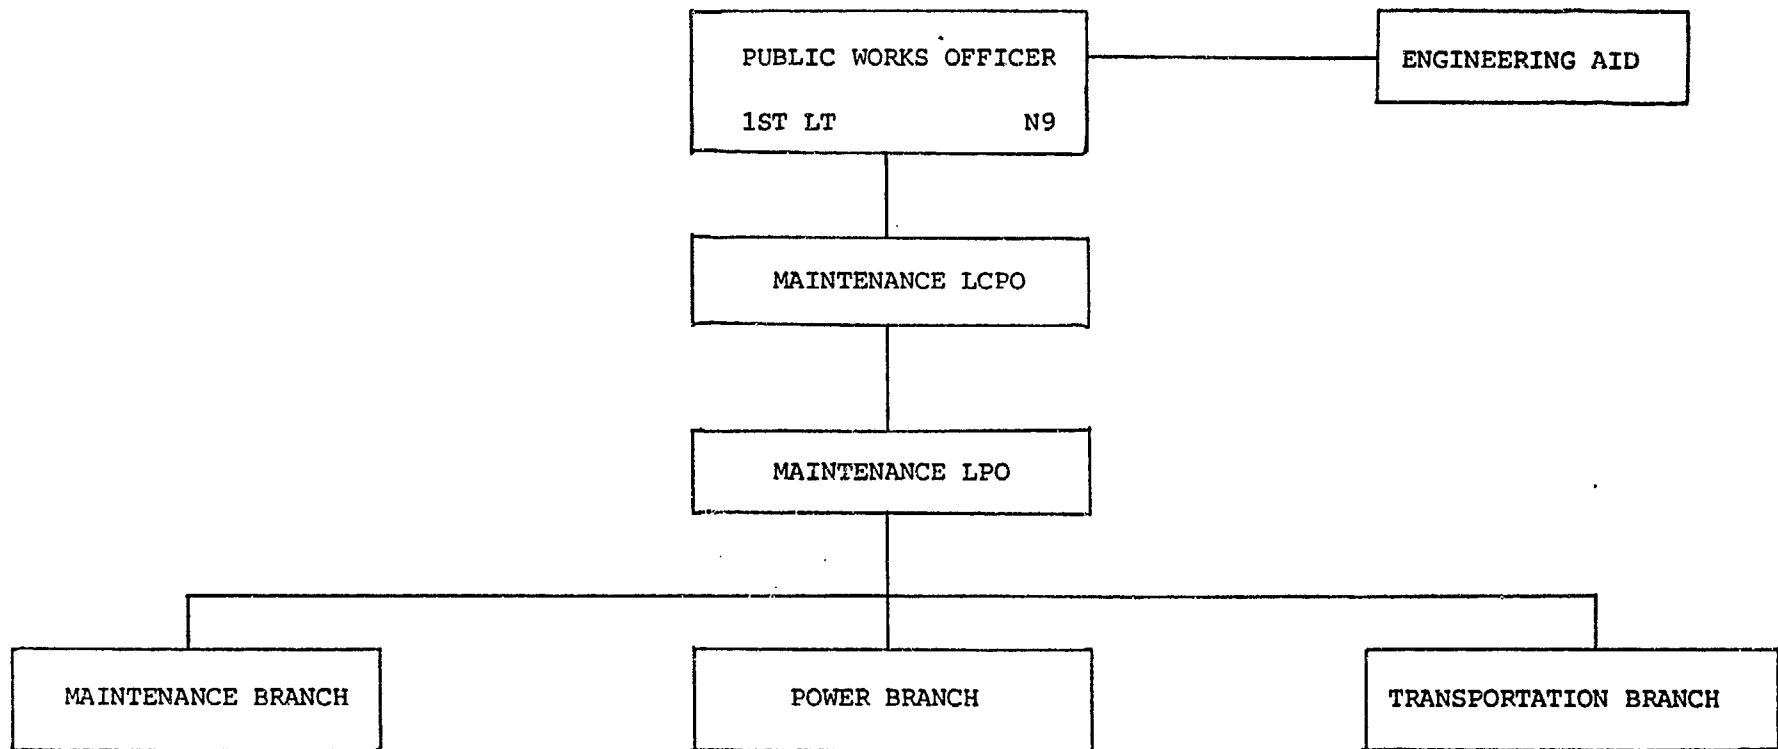 PUBLIC WORKS OFFICER
1ST LT N9
ENGINEERING AID
MAINTENANCE LCPO
MAINTENANCE LPO
MAINTENANCE BRANCH
POWER BRANCH
TRANSPORTATION BRANCH